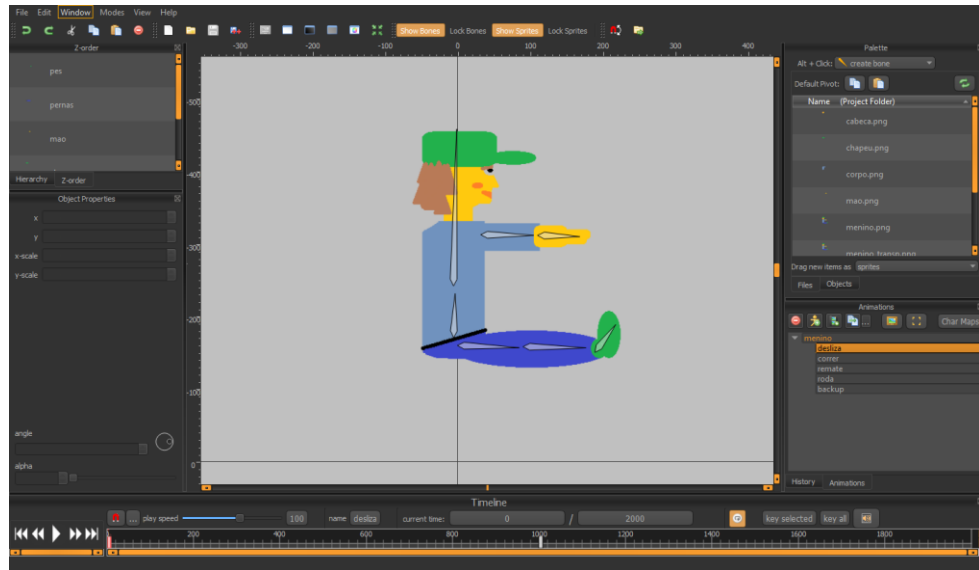 File Edit Window Modes View Help
Show Bones Lock Bones Show Sprites Lock Sprites
Z-order
pes
pernas
mao
Hierarchy Z-order
Object Properties
x
y
x-scale
y-scale
angle
alpha
-300 -200 -100 0 100 200 300 400
-500
-400
-300
-200
-100
0
Palette
Alt + Click: create bone
Default Pivot:
Name (Project Folder)
cabeca.png
chapeu.png
corpo.png
mao.png
menino.png
menino_tramp.png
Drag new items as sprites
Files Objects
Animations
Char Maps
menino
desliza
correr
remate
roda
backup
History Animations
Timeline
... play speed 100 name desliza current time: 0 / 2000 key selected key all
200 400 600 800 1000 1200 1400 1600 1800